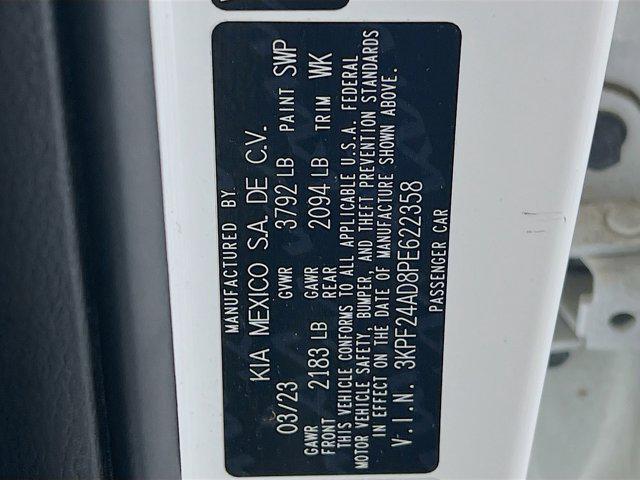 MANUFACTURED BY
KIA MEXICO S.A. DE C.V.
03/23 GVWR 3792 LB PAINT SWP
GAWR FRONT 2183 LB GAWR REAR 2094 LB TRIM WK
THIS VEHICLE CONFORMS TO ALL APPLICABLE U.S.A. FEDERAL
MOTOR VEHICLE SAFETY, BUMPER, AND THEFT PREVENTION STANDARDS
IN EFFECT ON THE DATE OF MANUFACTURE SHOWN ABOVE.
V.I.N. 3KPF24AD8PE622358
PASSENGER CAR